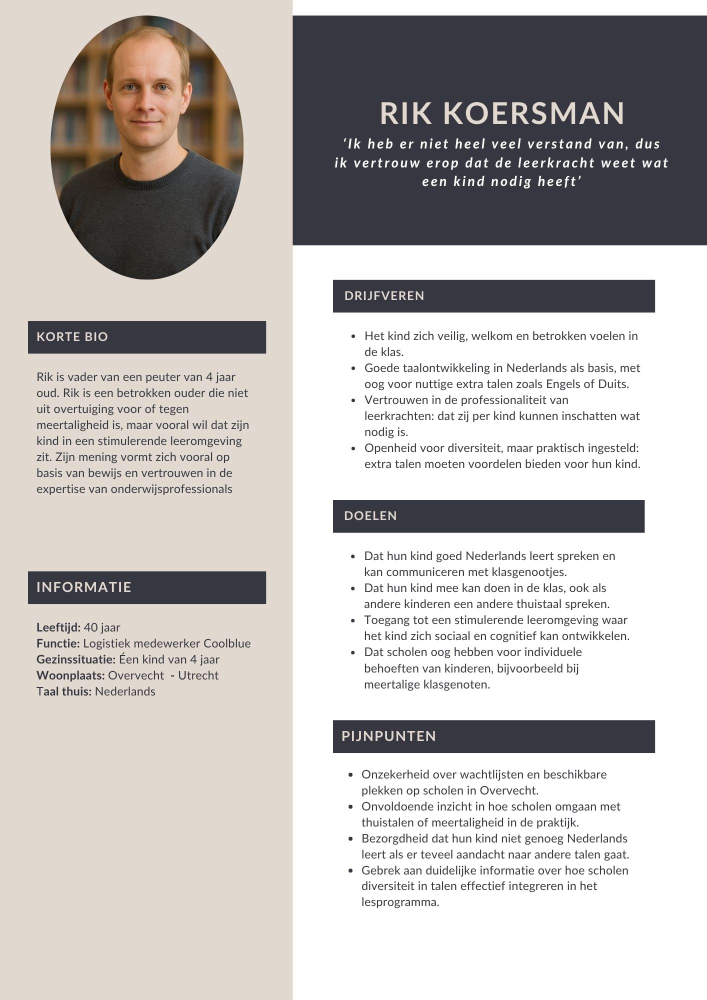 RIK KOERSMAN
‘Ik heb er niet heel veel verstand van, dus
ik vertrouw erop dat de leerkracht weet wat
een kind nodig heeft’
KORTE BIO
Rik is vader van een peuter van 4 jaar
oud. Rik is een betrokken ouder die niet
uit overtuiging voor of tegen
meertaligheid is, maar vooral wil dat zijn
kind in een stimulerende leeromgeving
zit. Zijn mening vormt zich vooral op
basis van bewijs en vertrouwen in de
expertise van onderwijsprofessionals
INFORMATIE
Leeftijd: 40 jaar
Functie: Logistiek medewerker Coolblue
Gezinssituatie: Één kind van 4 jaar
Woonplaats: Overvecht - Utrecht
Taal thuis: Nederlands
DRIJFVEREN
• Het kind zich veilig, welkom en betrokken voelen in
de klas.
• Goede taalontwikkeling in Nederlands als basis, met
oog voor nuttige extra talen zoals Engels of Duits.
• Vertrouwen in de professionaliteit van
leerkrachten: dat zij per kind kunnen inschatten wat
nodig is.
• Openheid voor diversiteit, maar praktisch ingesteld:
extra talen moeten voordelen bieden voor hun kind.
DOELEN
• Dat hun kind goed Nederlands leert spreken en
kan communiceren met klasgenootjes.
• Dat hun kind mee kan doen in de klas, ook als
andere kinderen een andere thuistaal spreken.
• Toegang tot een stimulerende leeromgeving waar
het kind zich sociaal en cognitief kan ontwikkelen.
• Dat scholen oog hebben voor individuele
behoeften van kinderen, bijvoorbeeld bij
meertalige klasgenoten.
PIJNPUNTEN
• Onzekerheid over wachtlijsten en beschikbare
plekken op scholen in Overvecht.
• Onvoldoende inzicht in hoe scholen omgaan met
thuistalen of meertaligheid in de praktijk.
• Bezorgdheid dat hun kind niet genoeg Nederlands
leert als er teveel aandacht naar andere talen gaat.
• Gebrek aan duidelijke informatie over hoe scholen
diversiteit in talen effectief integreren in het
lesprogramma.